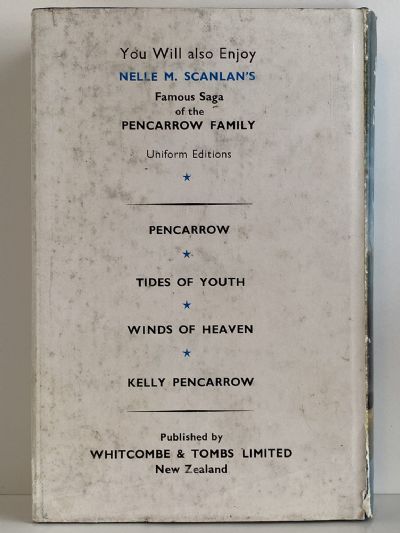 You Will also Enjoy
NELLE M. SCANLAN'S
Famous Saga
of the
PENCARROW FAMILY
Uniform Editions
★
PENCARROW
★
TIDES OF YOUTH
★
WINDS OF HEAVEN
★
KELLY PENCARROW
Published by
WHITCOMBE & TOMBS LIMITED
New Zealand